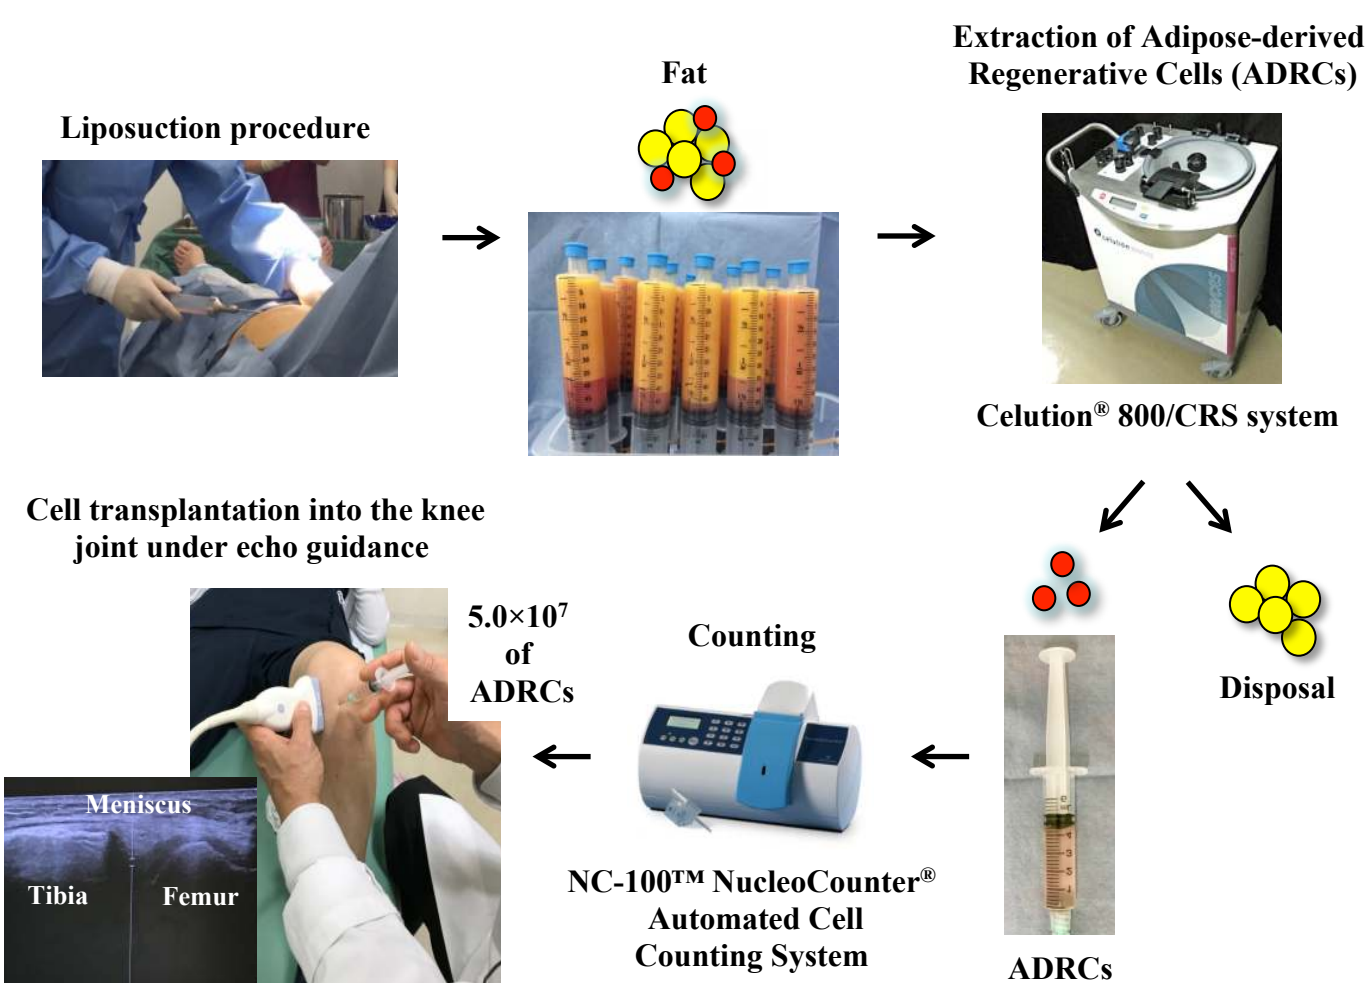 Extraction of Adipose-derived
Regenerative Cells (ADRCs)
Fat
Liposuction procedure
Celution
Celution® 800/CRS system
Cell transplantation into the knee
joint under echo guidance
5.0×10⁷
of
ADRCs
Counting
Disposal
Meniscus
Tibia
Femur
NC-100™ NucleoCounter®
Automated Cell
Counting System
ADRCs